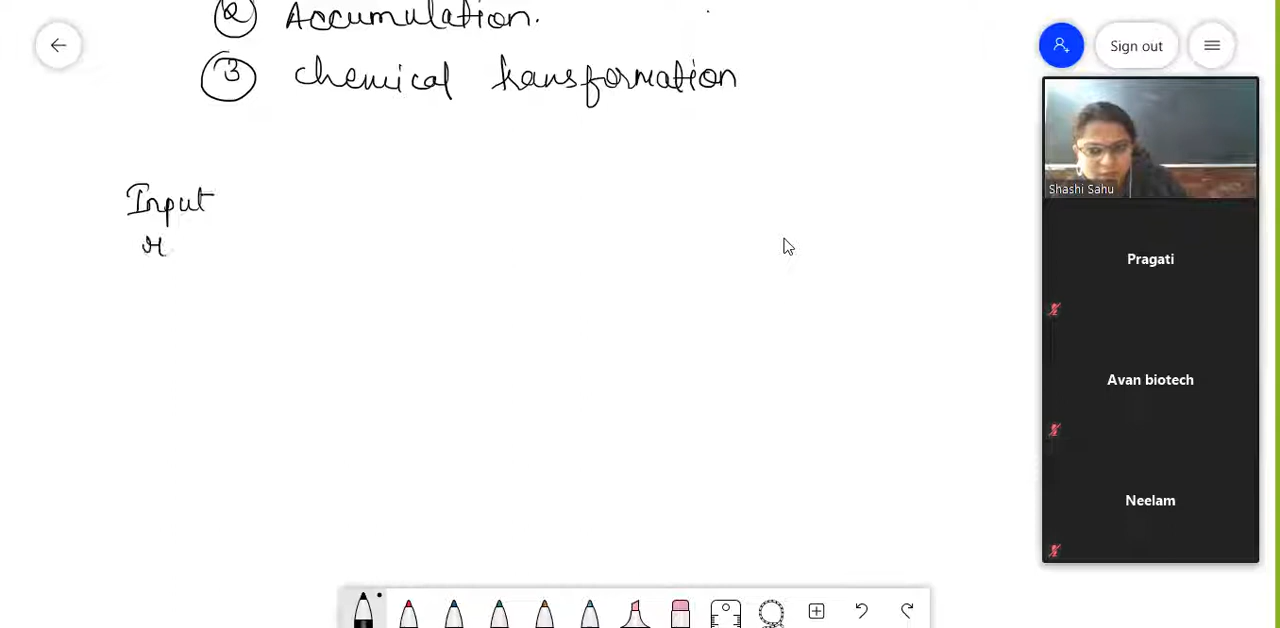 ② Accumulation.
③ Chemical transformation
Input
Sign out
Shashi Sahu
Pragati
Avan biotech
Neelam